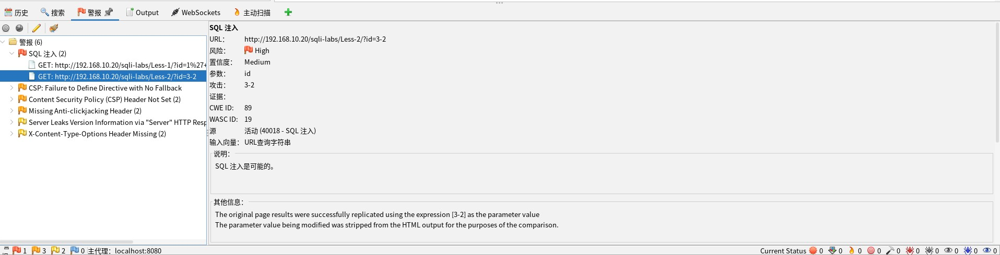 历史 搜索 警报 Output WebSockets 主动扫描
警报 (6)
SQL 注入 (2)
GET: http://192.168.10.20/sqli-labs/Less-1/?id=1%27+
GET: http://192.168.10.20/sqli-labs/Less-2/?id=3-2
CSP: Failure to Define Directive with No Fallback
Content Security Policy (CSP) Header Not Set (2)
Missing Anti-clickjacking Header (2)
Server Leaks Version Information via "Server" HTTP Resp
X-Content-Type-Options Header Missing (2)
SQL 注入
URL: http://192.168.10.20/sqli-labs/Less-2/?id=3-2
风险: High
置信度: Medium
参数: id
攻击: 3-2
证据:
CWE ID: 89
WASC ID: 19
源 活动 (40018 - SQL 注入)
输入向量: URL查询字符串
说明:
SQL 注入是可能的。
其他信息:
The original page results were successfully replicated using the expression [3-2] as the parameter value
The parameter value being modified was stripped from the HTML output for the purposes of the comparison.
1 3 2 0 主代理: localhost:8080 Current Status 0 0 0 0 0 0 0 0 0 0